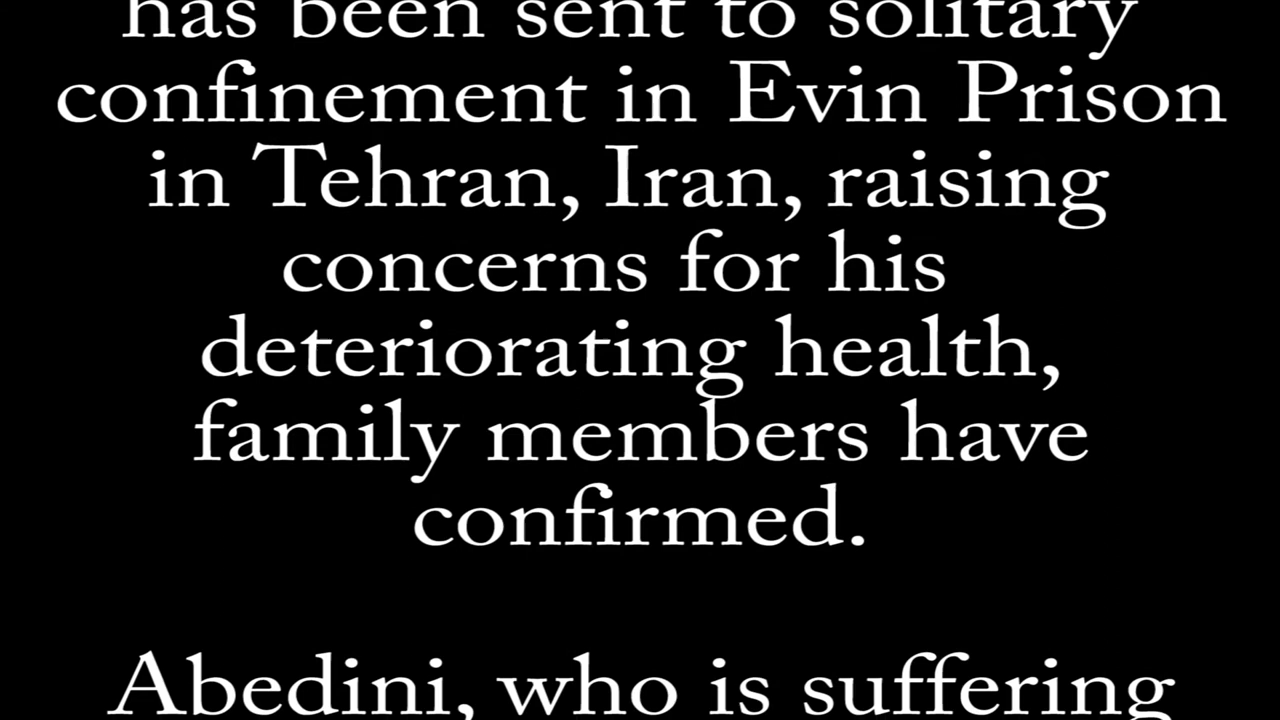 has been sent to solitary
confinement in Evin Prison
in Tehran, Iran, raising
concerns for his
deteriorating health,
family members have
confirmed.
Abedini, who is suffering